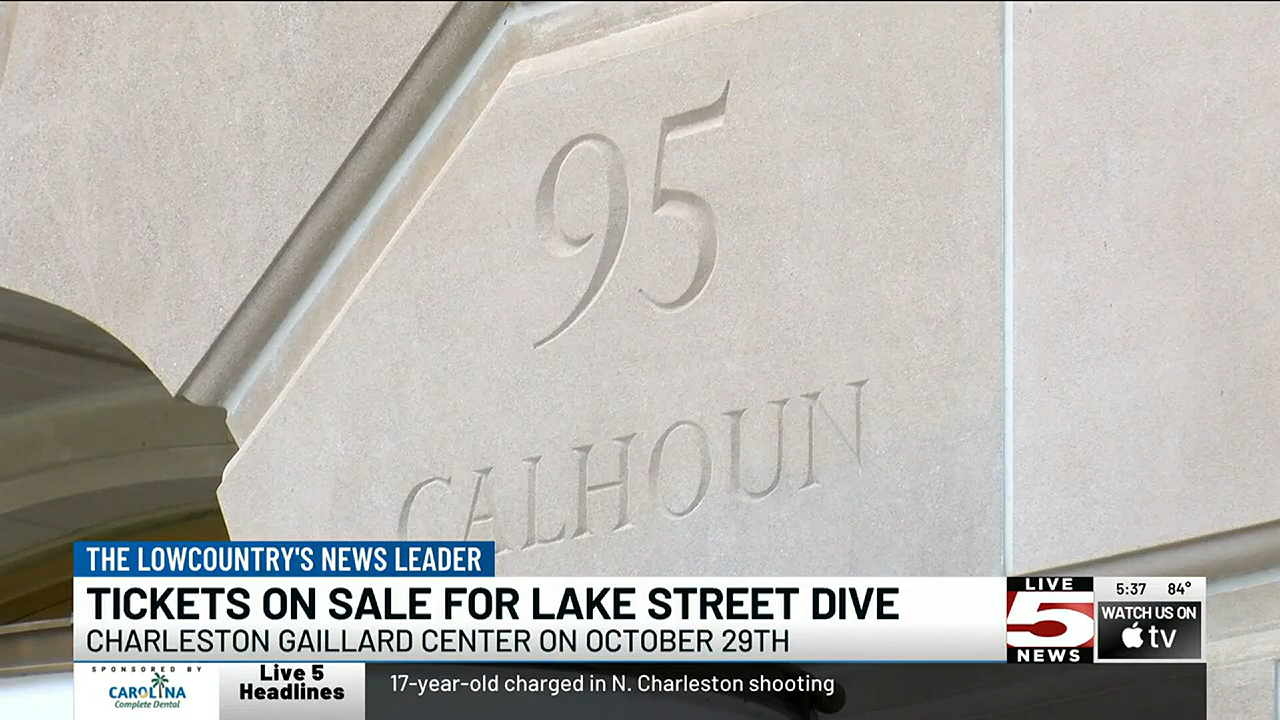 95
CALHOUN
THE LOWCOUNTRY'S NEWS LEADER
TICKETS ON SALE FOR LAKE STREET DIVE
CHARLESTON GAILLARD CENTER ON OCTOBER 29TH
LIVE
5
NEWS
5:37 84°
WATCH US ON
tv
SPONSORED BY
CAROLINA
Complete Dental
Live 5
Headlines
17-year-old charged in N. Charleston shooting